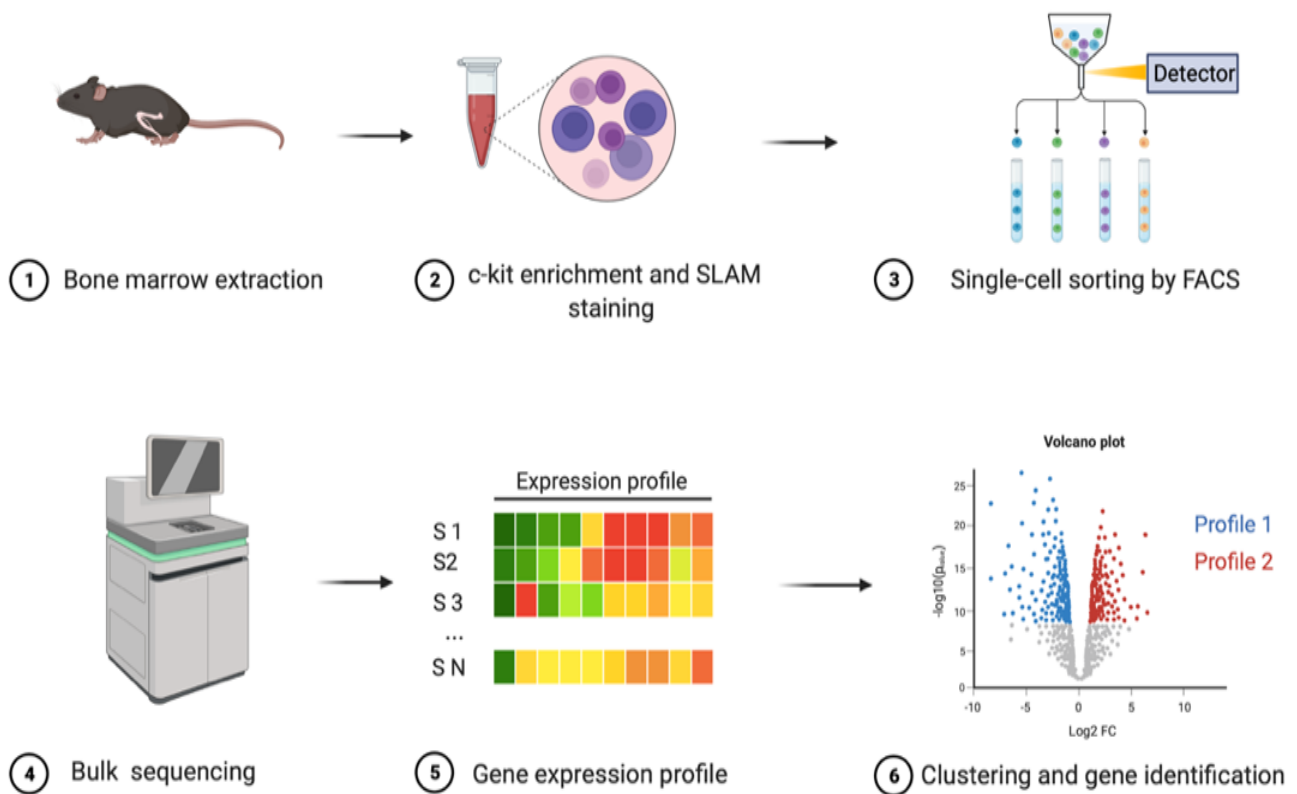 Detector
1 Bone marrow extraction
2 c-kit enrichment and SLAM
staining
3 Single-cell sorting by FACS
Expression profile
S 1
S2
S 3
...
S N
Volcano plot
-log10(pvalue)
25
20
15
10
5
0
-10 -5 0 5 10
Log2 FC
Profile 1
Profile 2
4 Bulk sequencing
5 Gene expression profile
6 Clustering and gene identification